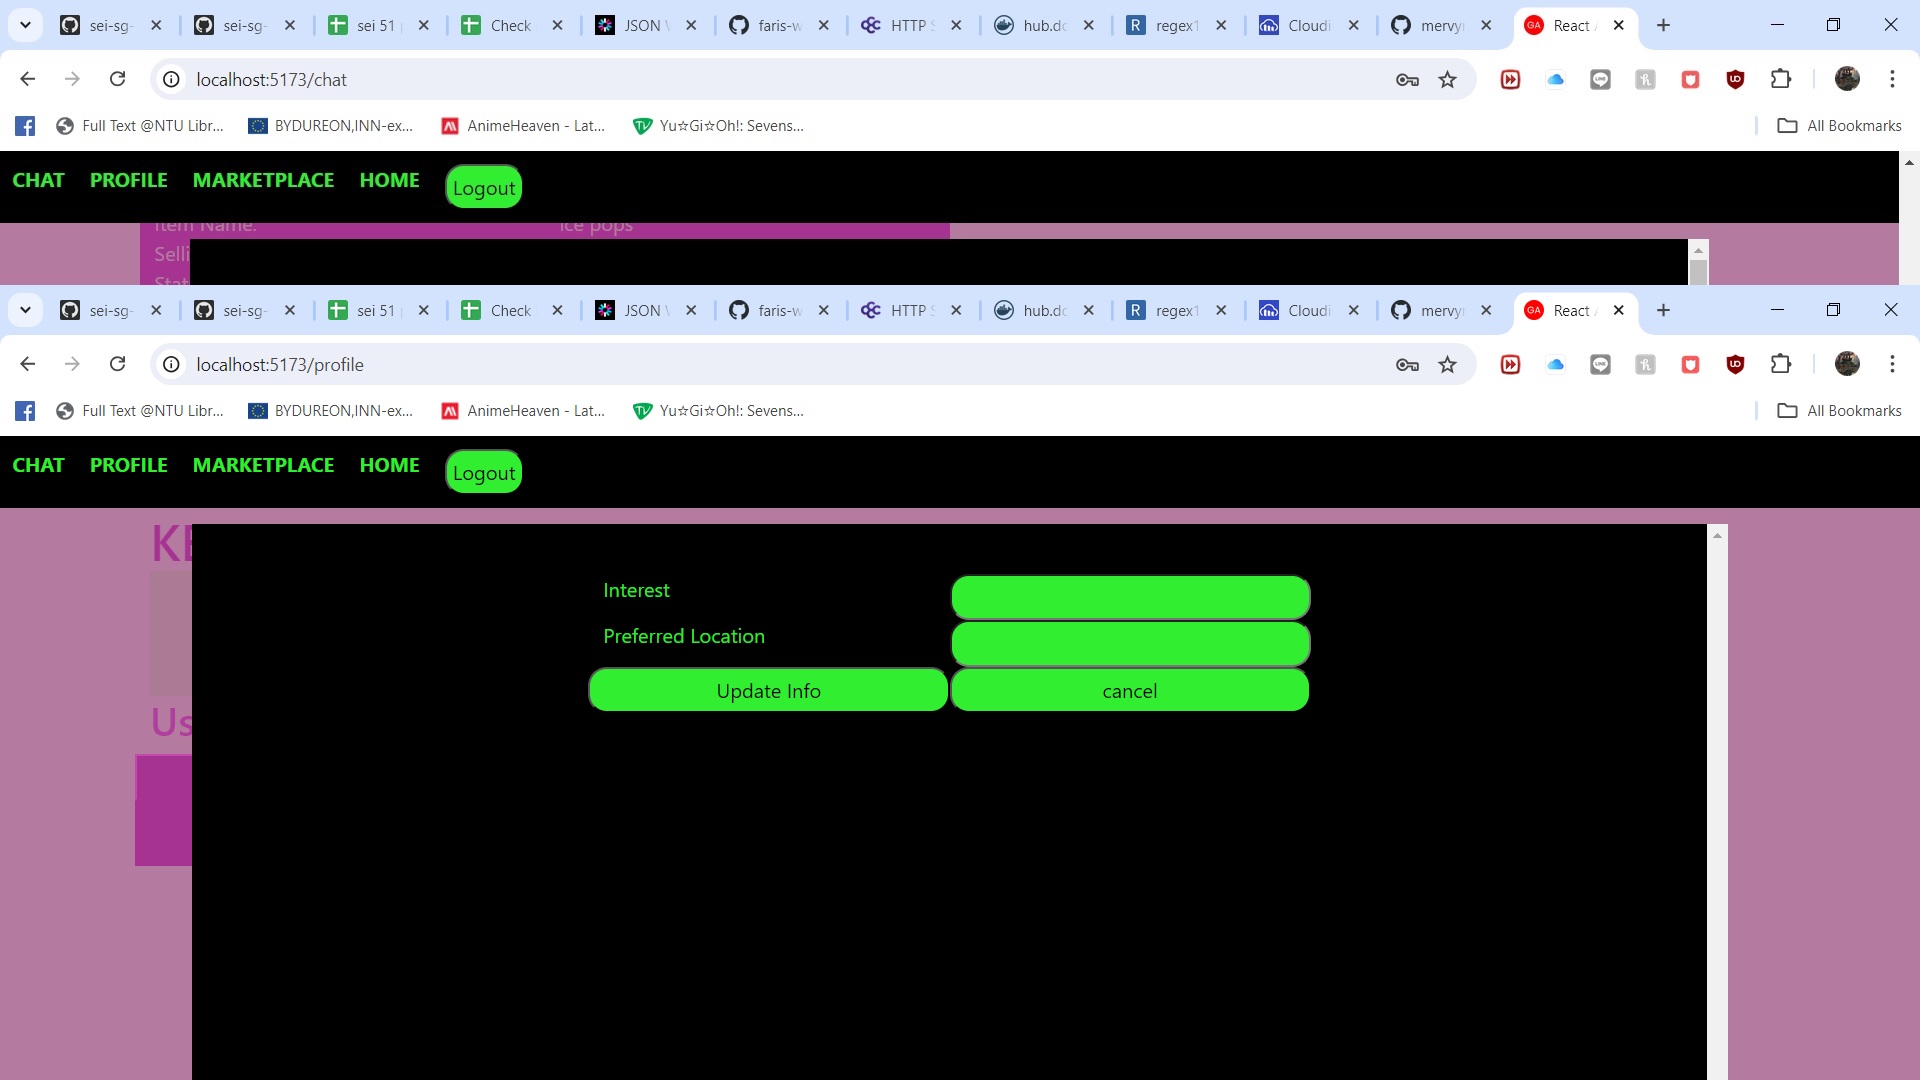 sei-sg- sei-sg- sei 51 Check JSON faris-w HTTP S hub.dc regex1 Cloudi mervyn React
localhost:5173/chat
Full Text @NTU Libr... BYDUREON,INN-ex... AnimeHeaven - Lat... Yu☆Gi☆Oh!: Sevens... All Bookmarks
CHAT PROFILE MARKETPLACE HOME Logout
Item Name: Ice pops
Selli
Stat
sei-sg- sei-sg- sei 51 Check JSON faris-w HTTP S hub.dc regex1 Cloudi mervyn React
localhost:5173/profile
Full Text @NTU Libr... BYDUREON,INN-ex... AnimeHeaven - Lat... Yu☆Gi☆Oh!: Sevens... All Bookmarks
CHAT PROFILE MARKETPLACE HOME Logout
KE
Interest
Preferred Location
Update Info cancel
Us